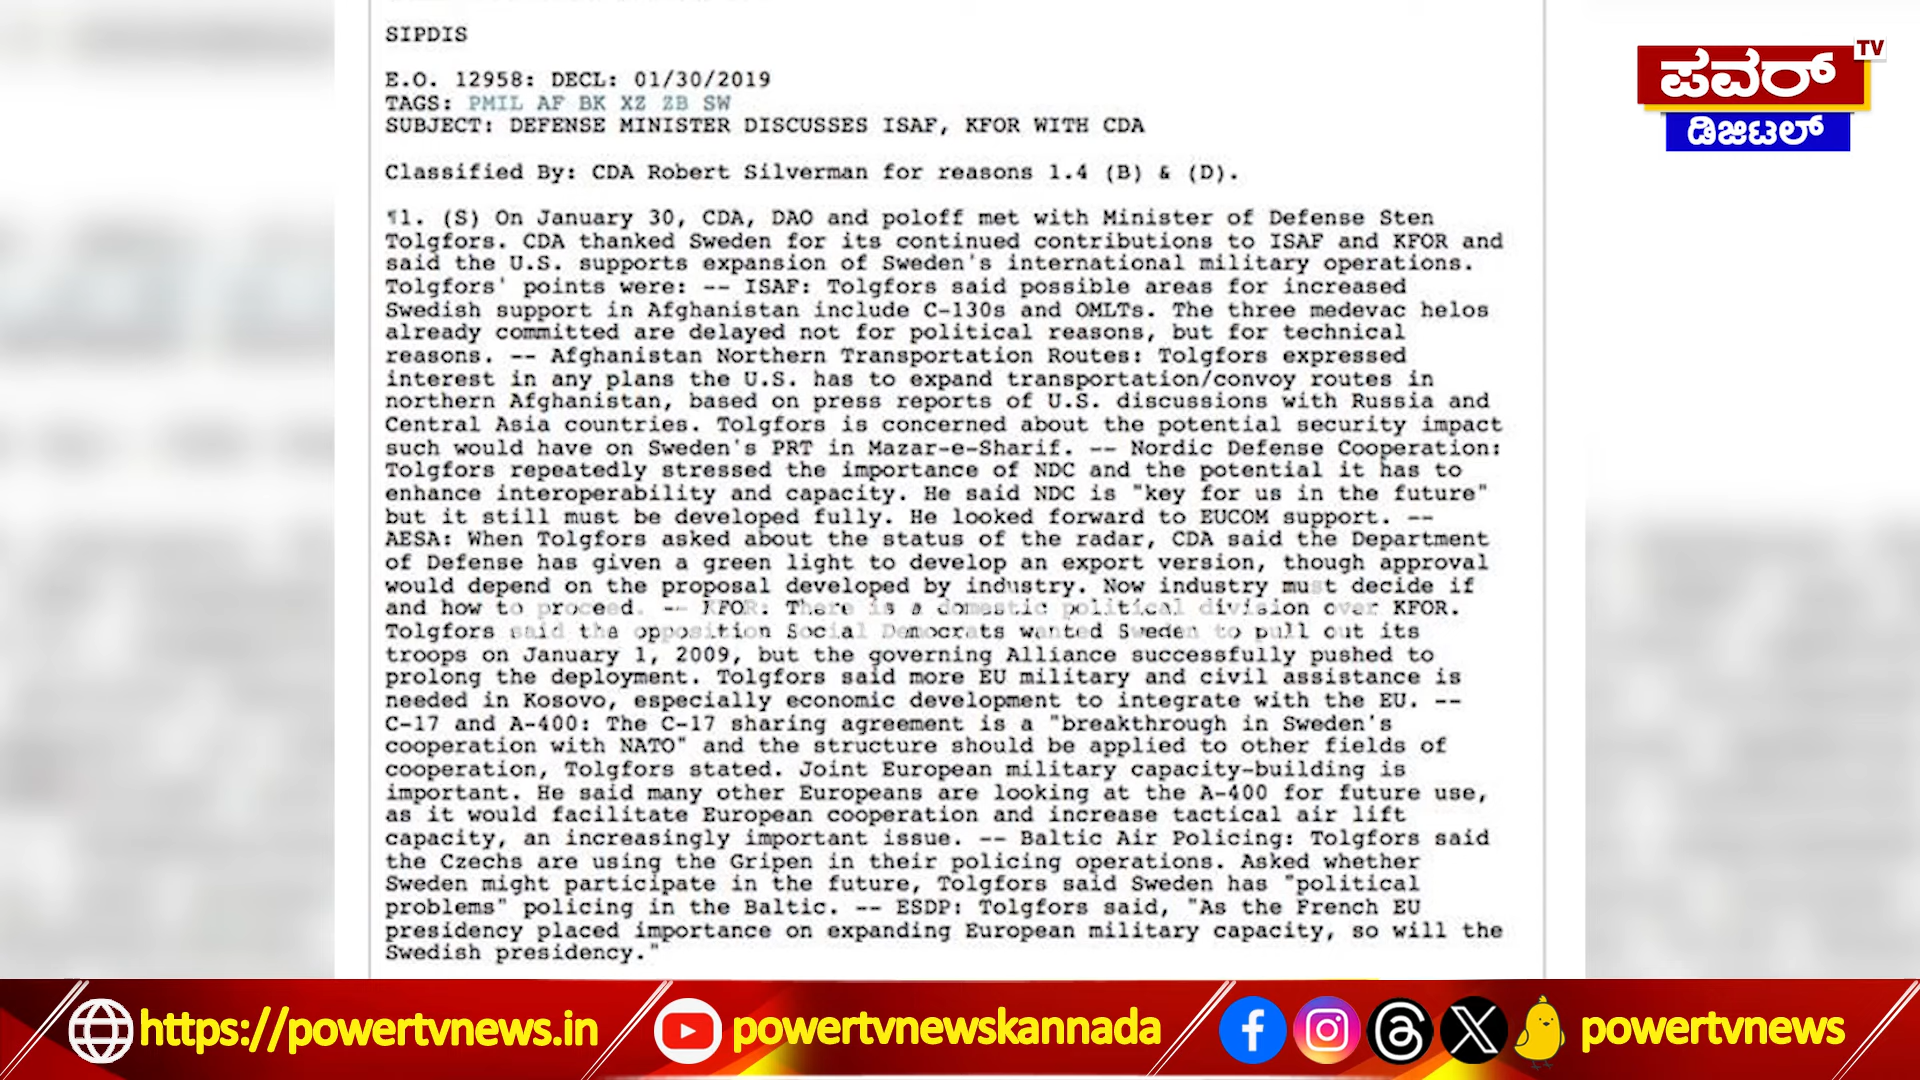 SIPDIS
E.O. 12958: DECL: 01/30/2019
TAGS: PMIL AF BK XZ ZB SW
SUBJECT: DEFENSE MINISTER DISCUSSES ISAF, KFOR WITH CDA
Classified By: CDA Robert Silverman for reasons 1.4 (B) & (D).
¶1. (S) On January 30, CDA, DAO and poloff met with Minister of Defense Sten
Tolgfors. CDA thanked Sweden for its continued contributions to ISAF and KFOR and
said the U.S. supports expansion of Sweden's international military operations.
Tolgfors' points were: -- ISAF: Tolgfors said possible areas for increased
Swedish support in Afghanistan include C-130s and OMLTs. The three medevac helos
already committed are delayed not for political reasons, but for technical
reasons. -- Afghanistan Northern Transportation Routes: Tolgfors expressed
interest in any plans the U.S. has to expand transportation/convoy routes in
northern Afghanistan, based on press reports of U.S. discussions with Russia and
Central Asia countries. Tolgfors is concerned about the potential security impact
such would have on Sweden's PRT in Mazar-e-Sharif. -- Nordic Defense Cooperation:
Tolgfors repeatedly stressed the importance of NDC and the potential it has to
enhance interoperability and capacity. He said NDC is "key for us in the future"
but it still must be developed fully. He looked forward to EUCOM support. --
AESA: When Tolgfors asked about the status of the radar, CDA said the Department
of Defense has given a green light to develop an export version, though approval
would depend on the proposal developed by industry. Now industry must decide if
and how to proceed. -- KFOR: There is a domestic political division over KFOR.
Tolgfors said the opposition Social Democrats wanted Sweden to pull out its
troops on January 1, 2009, but the governing Alliance successfully pushed to
prolong the deployment. Tolgfors said more EU military and civil assistance is
needed in Kosovo, especially economic development to integrate with the EU. --
C-17 and A-400: The C-17 sharing agreement is a "breakthrough in Sweden's
cooperation with NATO" and the structure should be applied to other fields of
cooperation, Tolgfors stated. Joint European military capacity-building is
important. He said many other Europeans are looking at the A-400 for future use,
as it would facilitate European cooperation and increase tactical air lift
capacity, an increasingly important issue. -- Baltic Air Policing: Tolgfors said
the Czechs are using the Gripen in their policing operations. Asked whether
Sweden might participate in the future, Tolgfors said Sweden has "political
problems" policing in the Baltic. -- ESDP: Tolgfors said, "As the French EU
presidency placed importance on expanding European military capacity, so will the
Swedish presidency."
ಪವರ್ TV
ಡಿಜಿಟಲ್
https://powertvnews.in
powertvnewskannada
powertvnews